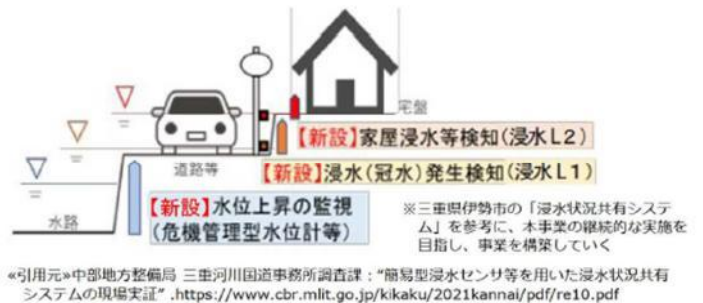 宅盤
【新設】家屋浸水等検知(浸水L2)
道路等
【新設】浸水(冠水)発生検知(浸水L1)
水路
【新設】水位上昇の監視
(危機管理型水位計等)
※三重県伊勢市の「浸水状況共有システ
ム」を参考に、本事業の継続的な実施を
目指し、事業を構築していく
«引用元»中部地方整備局 三重河川国道事務所調査課:“簡易型浸水センサ等を用いた浸水状況共有
システムの現場実証”.https://www.cbr.mlit.go.jp/kikaku/2021kannai/pdf/re10.pdf